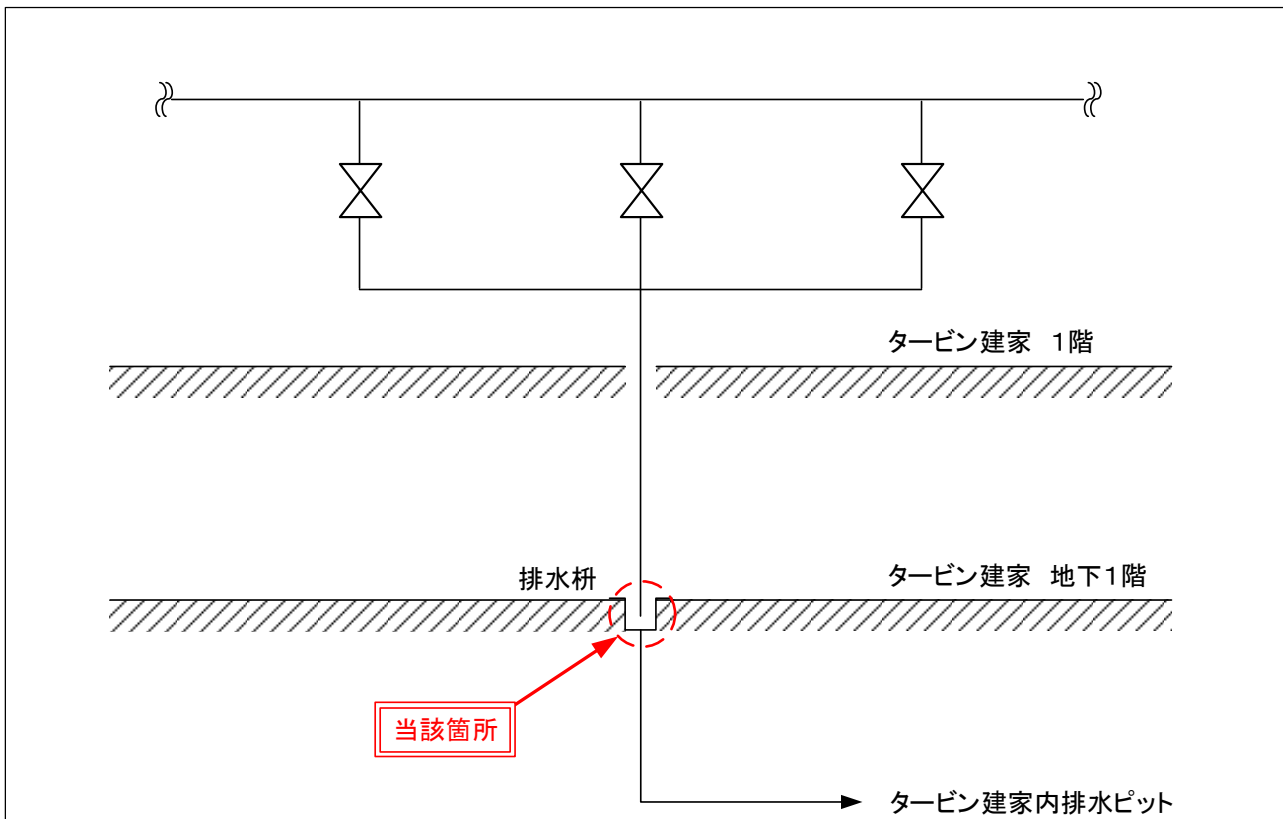 タービン建家　１階
排水枡
タービン建家　地下１階
当該箇所
タービン建家内排水ピット